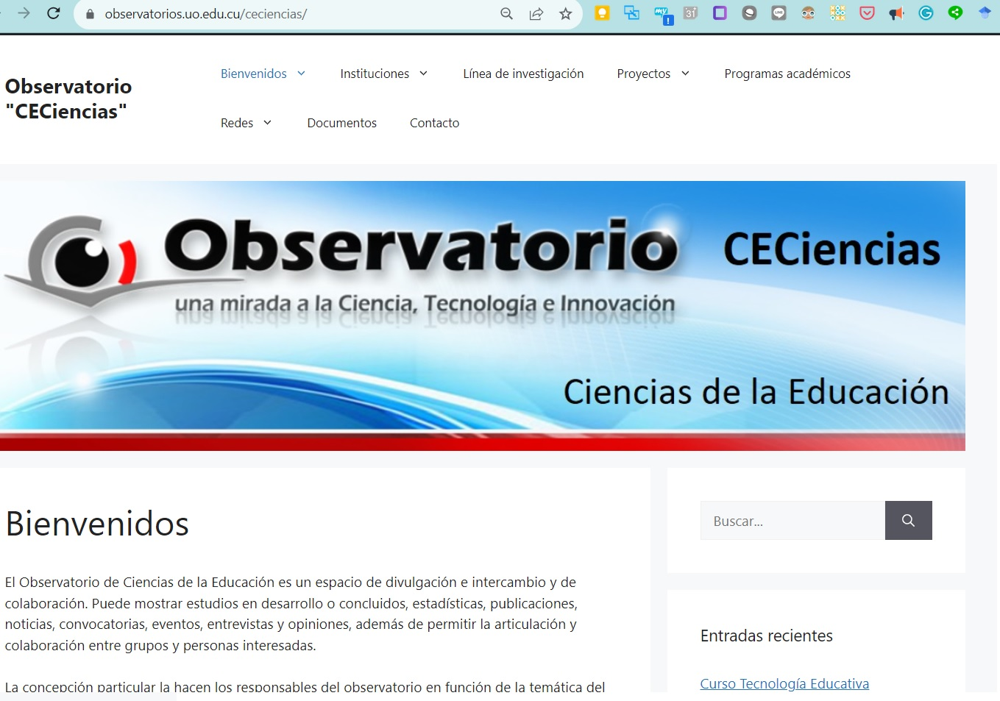 observatorios.uo.edu.cu/ceciencias/
31
LINE
Observatorio
"CECiencias"
Bienvenidos
Instituciones
Línea de investigación
Proyectos
Programas académicos
Redes
Documentos
Contacto
Observatorio
CECiencias
una mirada a la Ciencia, Tecnología e Innovación
Ciencias de la Educación
Bienvenidos
El Observatorio de Ciencias de la Educación es un espacio de divulgación e intercambio y de
colaboración. Puede mostrar estudios en desarrollo o concluidos, estadísticas, publicaciones,
noticias, convocatorias, eventos, entrevistas y opiniones, además de permitir la articulación y
colaboración entre grupos y personas interesadas.
La concepción particular la hacen los responsables del observatorio en función de la temática del
Buscar...
Entradas recientes
Curso Tecnología Educativa